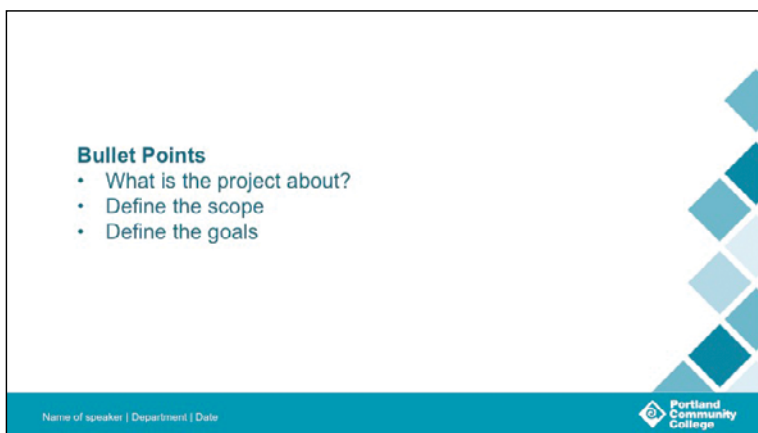 Bullet Points
• What is the project about?
• Define the scope
• Define the goals
Name of speaker | Department | Date
Portland
Community
College